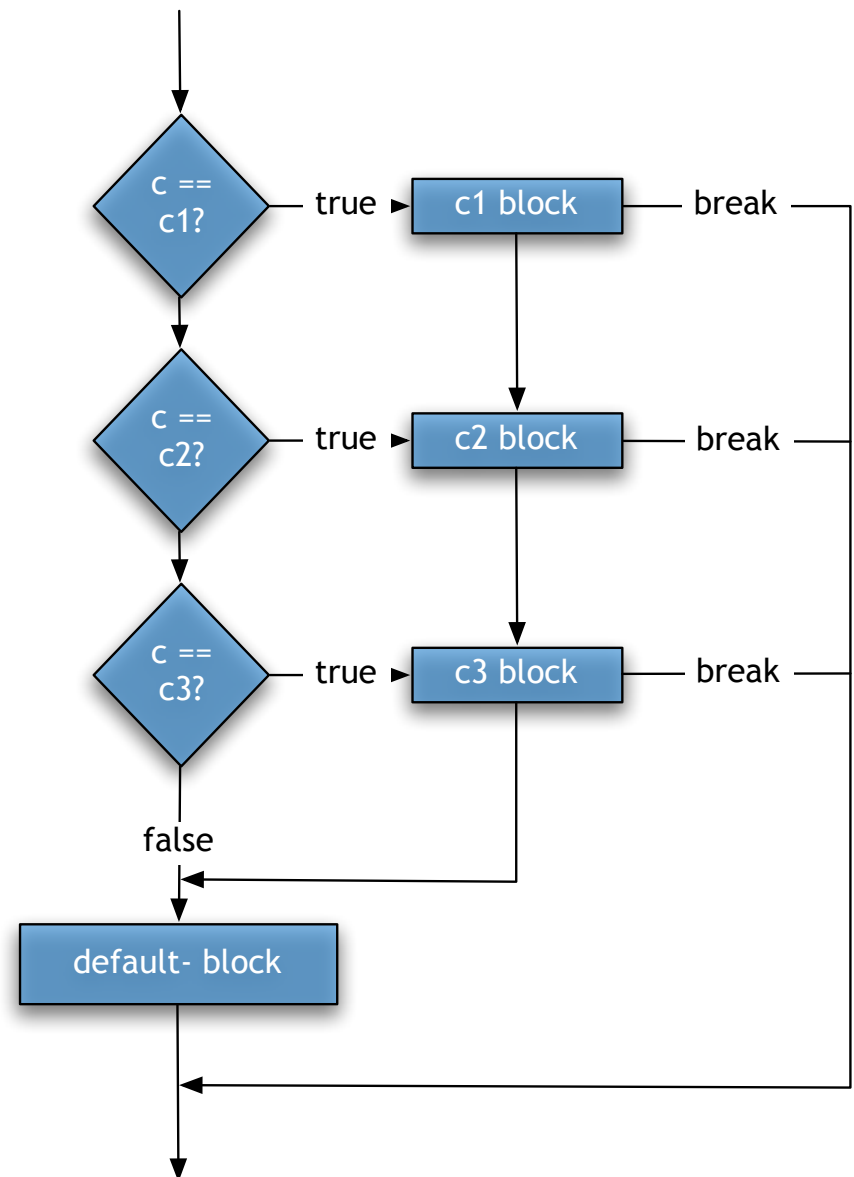 c ==
c1?
true
c1 block
break
c ==
c2?
true
c2 block
break
c ==
c3?
true
c3 block
break
false
default- block